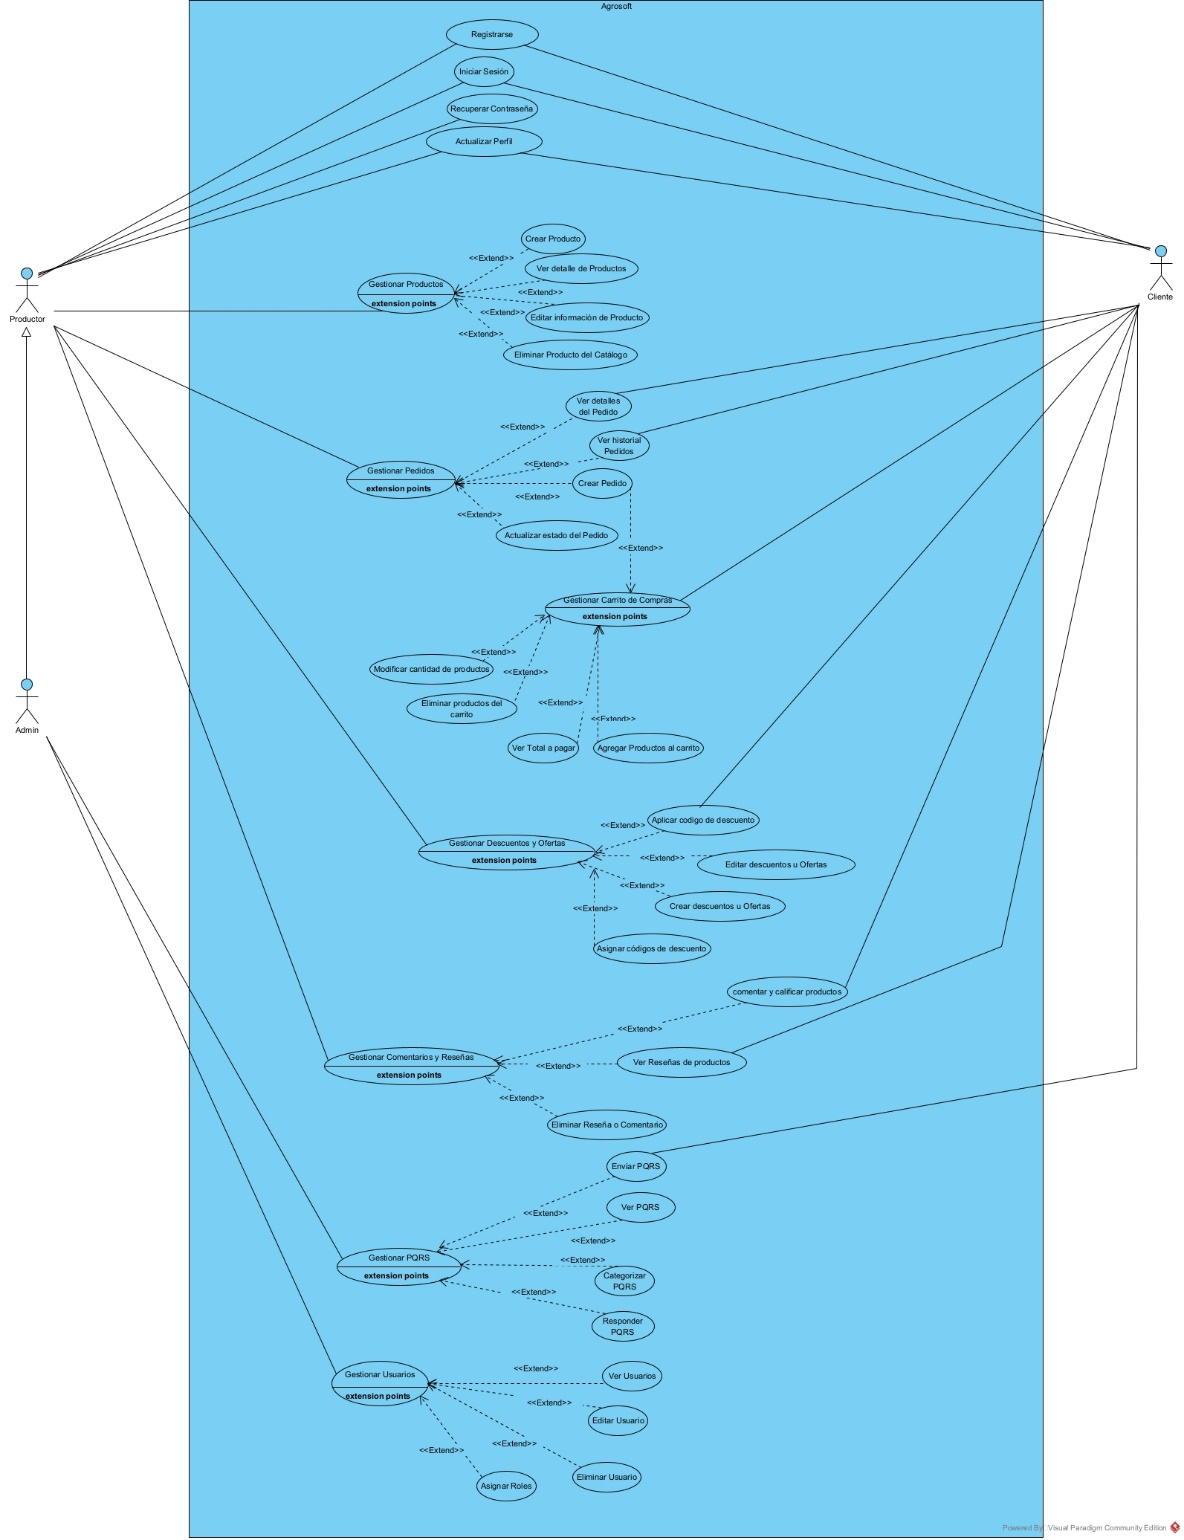 Agrosoft
Registrarse
Iniciar Sesión
Recuperar Contraseña
Actualizar Perfil
Productor
Cliente
Crear Producto
<<Extend>>
Ver detalle de Productos
Gestionar Productos
extension points
<<Extend>>
<<Extend>>
Editar información de Producto
<<Extend>>
Eliminar Producto del Catálogo
Ver detalles
del Pedido
<<Extend>>
Ver historial
Pedidos
<<Extend>>
Gestionar Pedidos
extension points
Crear Pedido
<<Extend>>
<<Extend>>
Actualizar estado del Pedido
<<Extend>>
Gestionar Carrito de Compras
extension points
<<Extend>>
Modificar cantidad de productos
<<Extend>>
Eliminar productos del
carrito
<<Extend>>
<<Extend>>
Ver Total a pagar
Agregar Productos al carrito
Admin
Aplicar codigo de descuento
<<Extend>>
Gestionar Descuentos y Ofertas
extension points
<<Extend>>
Editar descuentos u Ofertas
<<Extend>>
Crear descuentos u Ofertas
<<Extend>>
Asignar códigos de descuento
comentar y calificar productos
<<Extend>>
Gestionar Comentarios y Reseñas
extension points
<<Extend>>
Ver Reseñas de productos
<<Extend>>
Eliminar Reseña o Comentario
Enviar PQRS
Ver PQRS
<<Extend>>
<<Extend>>
Gestionar PQRS
extension points
<<Extend>>
Categorizar
PQRS
<<Extend>>
Responder
PQRS
Gestionar Usuarios
extension points
<<Extend>>
Ver Usuarios
<<Extend>>
Editar Usuario
<<Extend>>
<<Extend>>
Eliminar Usuario
Asignar Roles
Powered By Visual Paradigm Community Edition